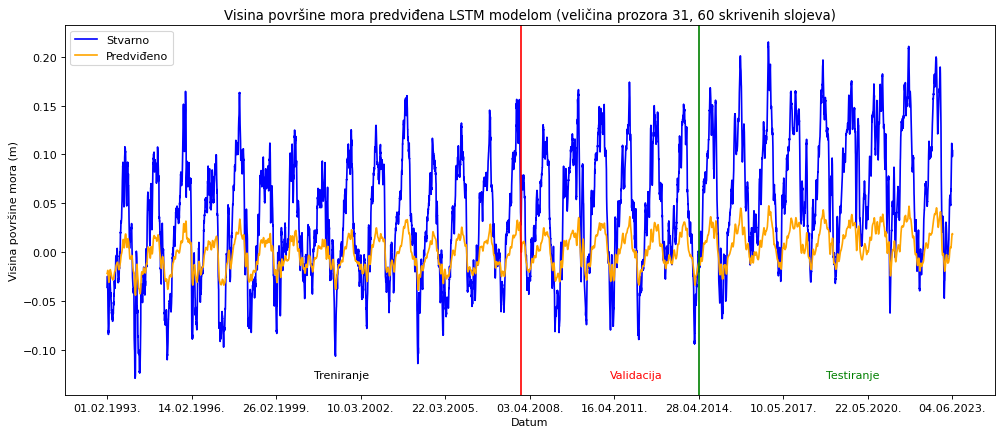 Visina površine mora predviđena LSTM modelom (veličina prozora 31, 60 skrivenih slojeva)
Stvarno
Predviđeno
Visina površine mora (m)
0.20
0.15
0.10
0.05
0.00
−0.05
−0.10
Treniranje
Validacija
Testiranje
01.02.1993.
14.02.1996.
26.02.1999.
10.03.2002.
22.03.2005.
03.04.2008.
16.04.2011.
28.04.2014.
10.05.2017.
22.05.2020.
04.06.2023.
Datum